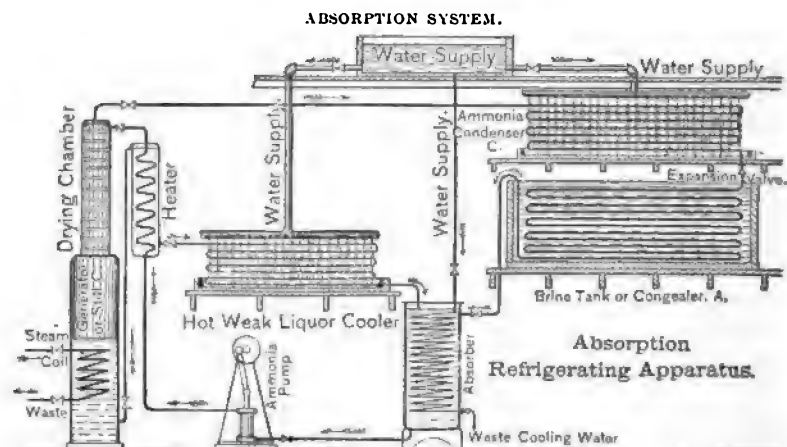 ABSORPTION SYSTEM.
Water Supply
Water Supply
Ammonia
Condenser
C.
Expansion Valve.
Drying Chamber
Heater
Water Supply.
Water Supply.
Generator
Brine Tank or Congealer. A.
Hot Weak Liquor Cooler
Steam
Coil
Waste
Ammonia
Pump
Absorber
Absorption
Refrigerating Apparatus.
Waste Cooling Water